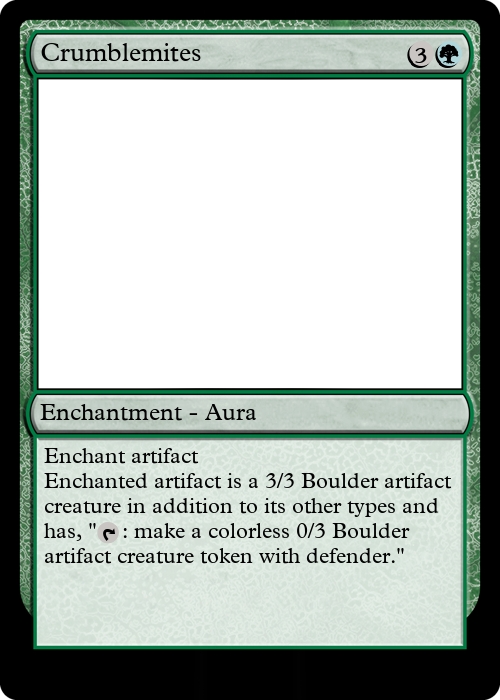 Crumblemites 3
Enchantment - Aura
Enchant artifact
Enchanted artifact is a 3/3 Boulder artifact
creature in addition to its other types and
has, " : make a colorless 0/3 Boulder
artifact creature token with defender."